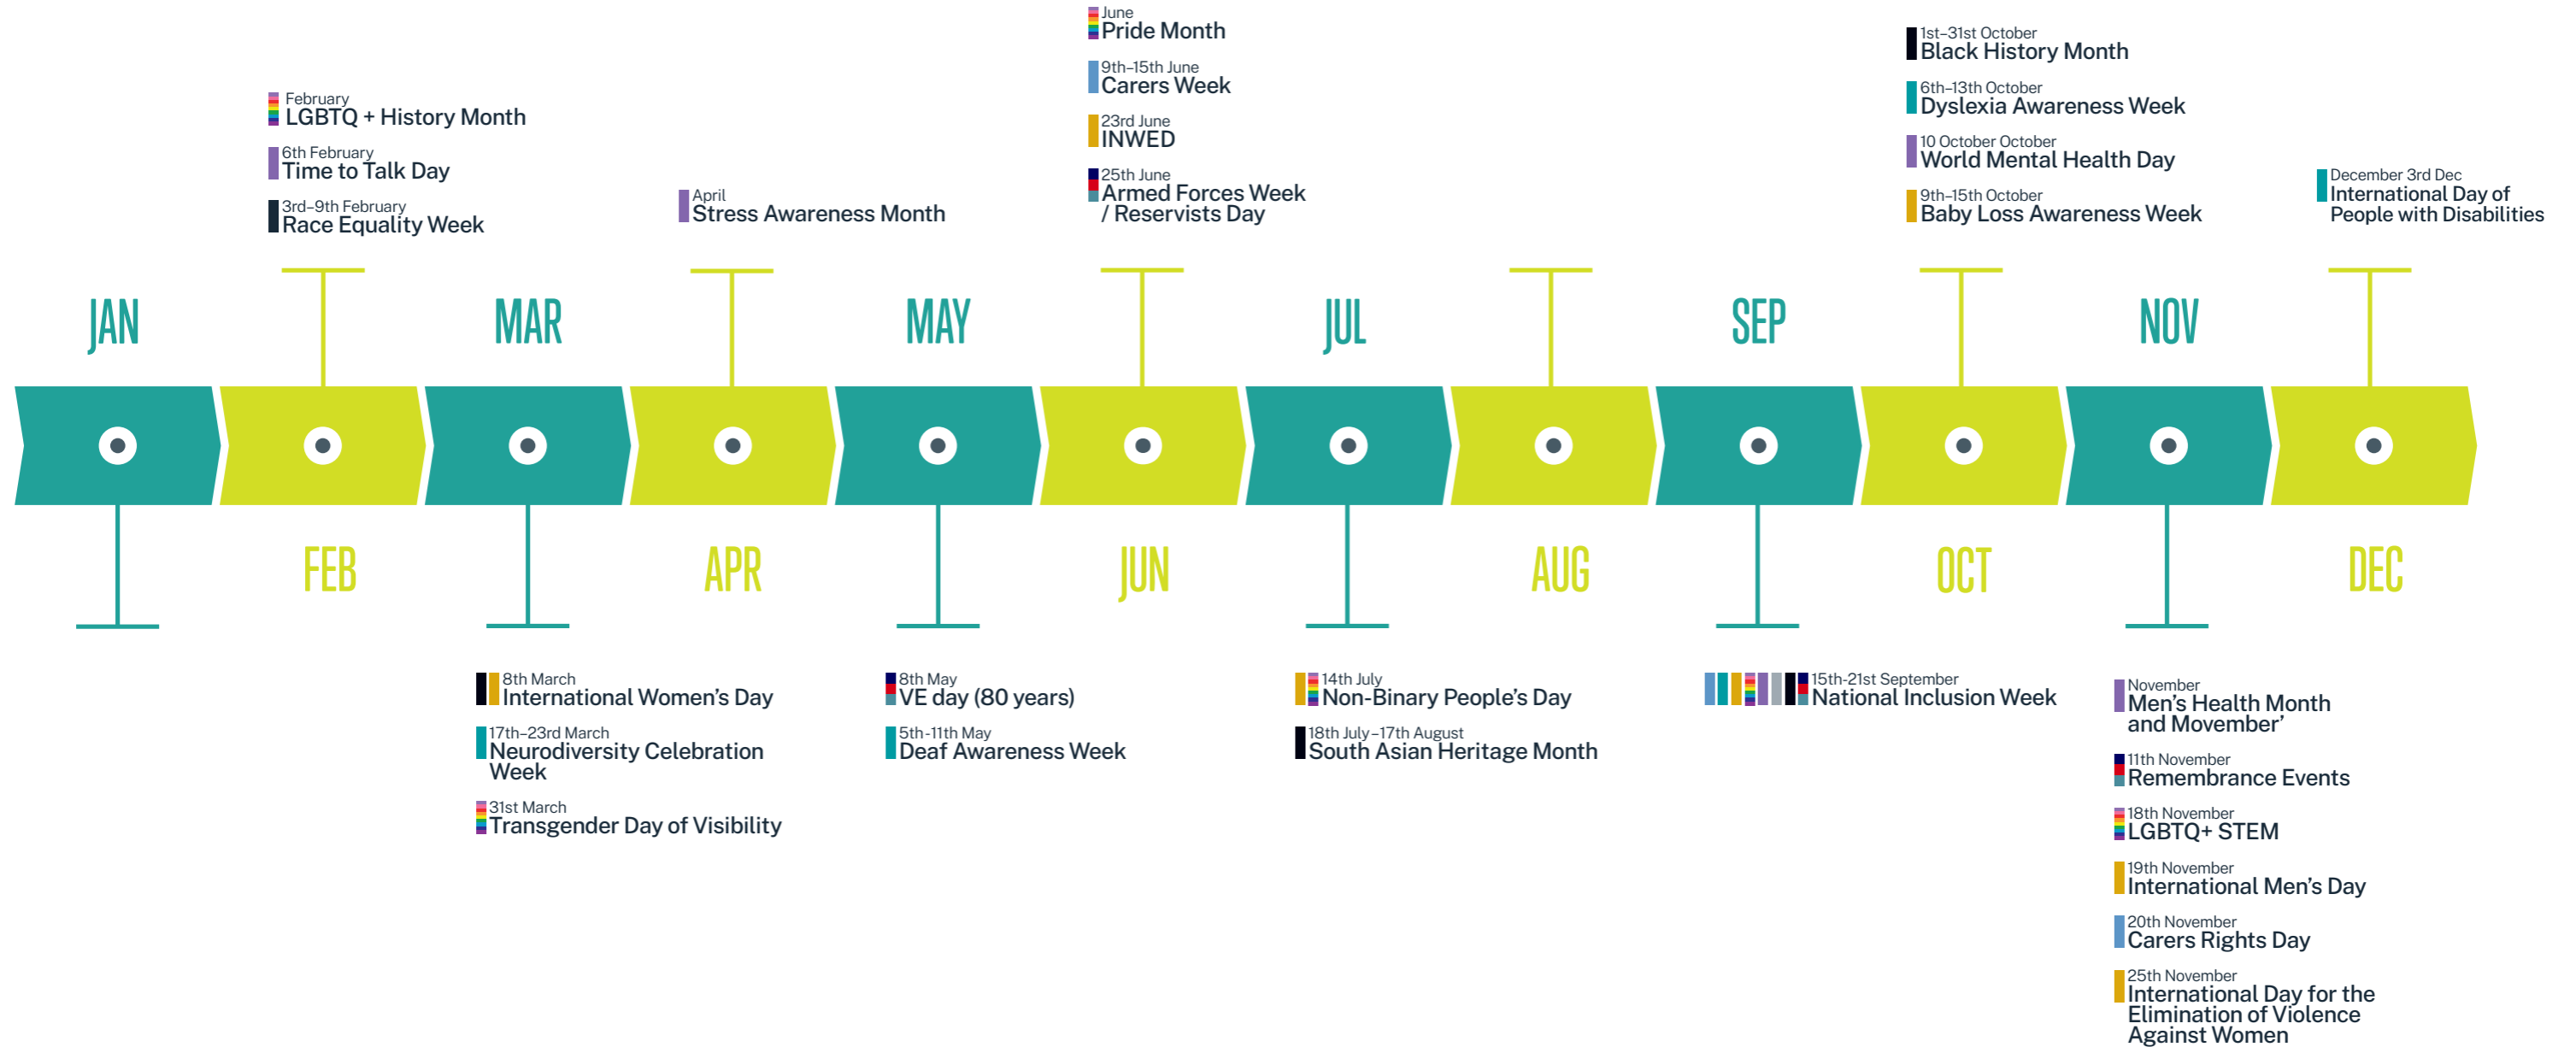 June
Pride Month
9th–15th June
Carers Week
23rd June
INWED
25th June
Armed Forces Week
/ Reservists Day
1st–31st October
Black History Month
6th–13th October
Dyslexia Awareness Week
10 October October
World Mental Health Day
9th–15th October
Baby Loss Awareness Week
February
LGBTQ + History Month
6th February
Time to Talk Day
3rd–9th February
Race Equality Week
April
Stress Awareness Month
December 3rd Dec
International Day of
People with Disabilities
JAN
MAR
MAY
JUL
SEP
NOV
FEB
APR
JUN
AUG
OCT
DEC
8th March
International Women’s Day
17th–23rd March
Neurodiversity Celebration
Week
31st March
Transgender Day of Visibility
8th May
VE day (80 years)
5th-11th May
Deaf Awareness Week
14th July
Non-Binary People’s Day
18th July–17th August
South Asian Heritage Month
15th-21st September
National Inclusion Week
November
Men’s Health Month
and Movember’
11th November
Remembrance Events
18th November
LGBTQ+ STEM
19th November
International Men’s Day
20th November
Carers Rights Day
25th November
International Day for the
Elimination of Violence
Against Women